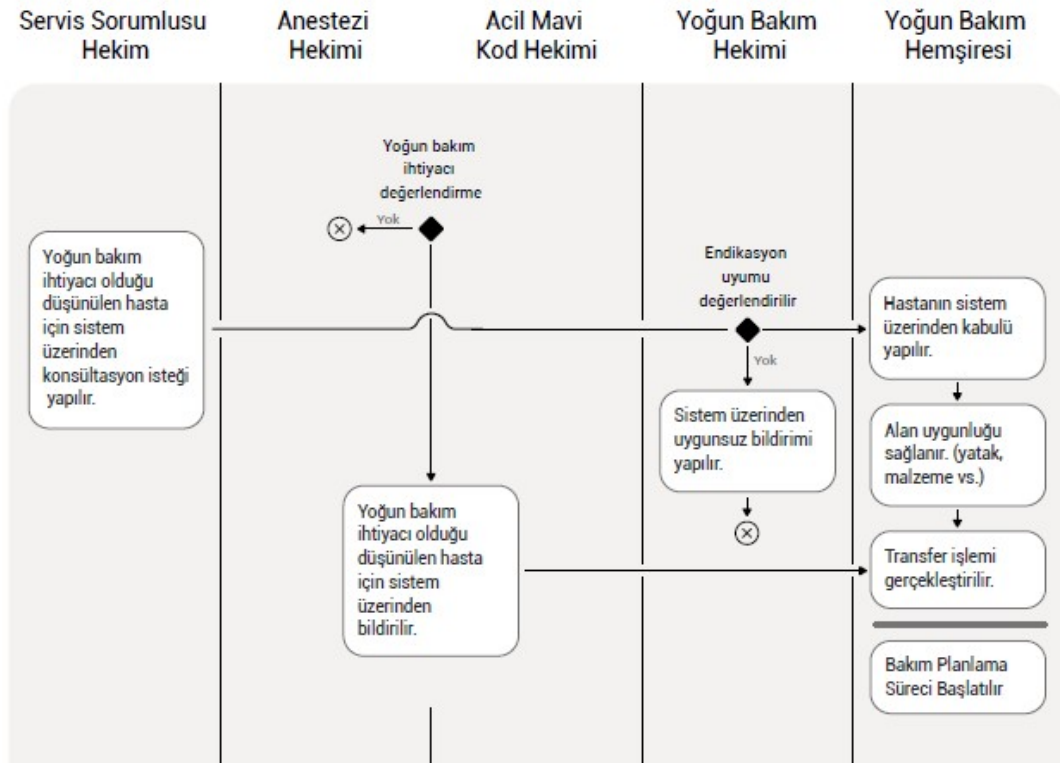 Servis Sorumlusu
Hekim
Anestezi
Hekimi
Acil Mavi
Kod Hekimi
Yoğun Bakım
Hekimi
Yoğun Bakım
Hemşiresi
Yoğun bakım
ihtiyacı
değerlendirme
Yok
Yoğun bakım
ihtiyacı olduğu
düşünülen hasta
için sistem
üzerinden
konsültasyon isteği
yapılır.
Endikasyon
uyumu
değerlendirilir
Yok
Hastanın sistem
üzerinden kabulü
yapılır.
Sistem üzerinden
uygunsuz bildirimi
yapılır.
Alan uygunluğu
sağlanır. (yatak,
malzeme vs.)
Yoğun bakım
ihtiyacı olduğu
düşünülen hasta
için sistem
üzerinden
bildirilir.
Transfer işlemi
gerçekleştirilir.
Bakım Planlama
Süreci Başlatılır